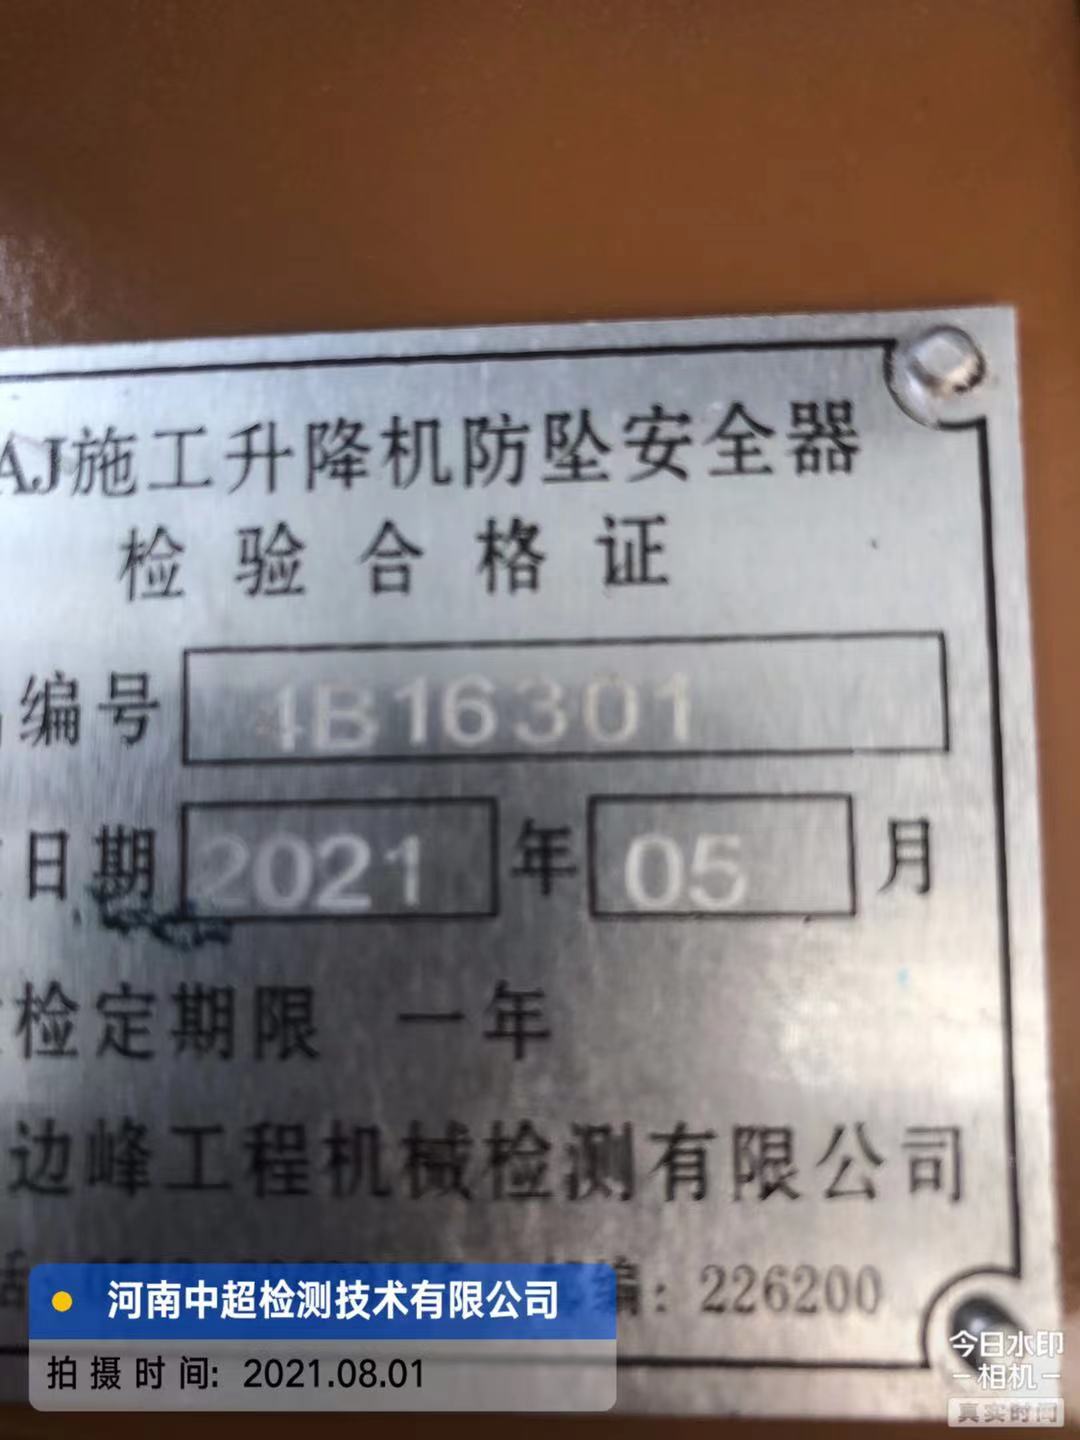 AJ施工升降机防坠安全器
检验合格证
编号 4B16301
日期 2021 年 05 月
检定期限 一年
边峰工程机械检测有限公司
编: 226200
河南中超检测技术有限公司
拍摄时间: 2021.08.01
今日水印
相机
真实时间